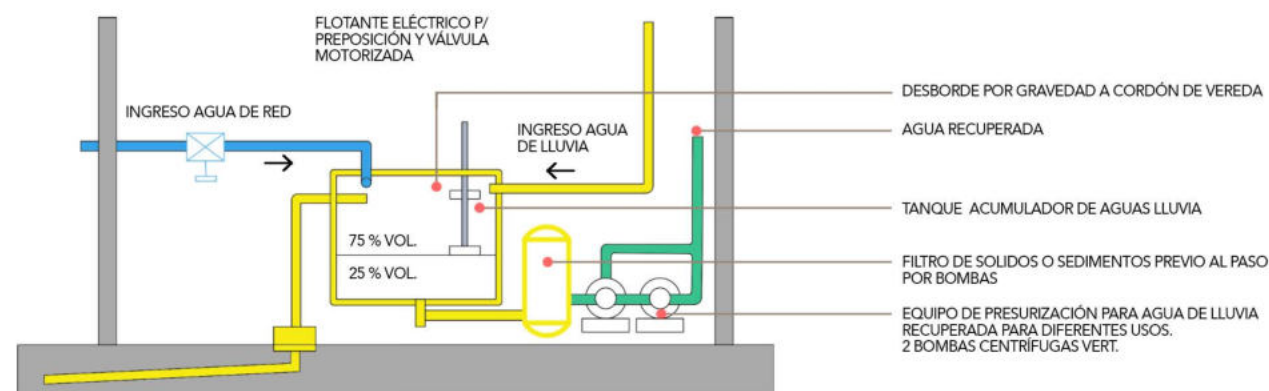 FLOTANTE ELÉCTRICO P/
PREPOSICIÓN Y VÁLVULA
MOTORIZADA
INGRESO AGUA DE RED
INGRESO AGUA
DE LLUVIA
75 % VOL.
25 % VOL.
DESBORDE POR GRAVEDAD A CORDÓN DE VEREDA
AGUA RECUPERADA
TANQUE ACUMULADOR DE AGUAS LLUVIA
FILTRO DE SOLIDOS O SEDIMENTOS PREVIO AL PASO
POR BOMBAS
EQUIPO DE PRESURIZACIÓN PARA AGUA DE LLUVIA
RECUPERADA PARA DIFERENTES USOS.
2 BOMBAS CENTRÍFUGAS VERT.